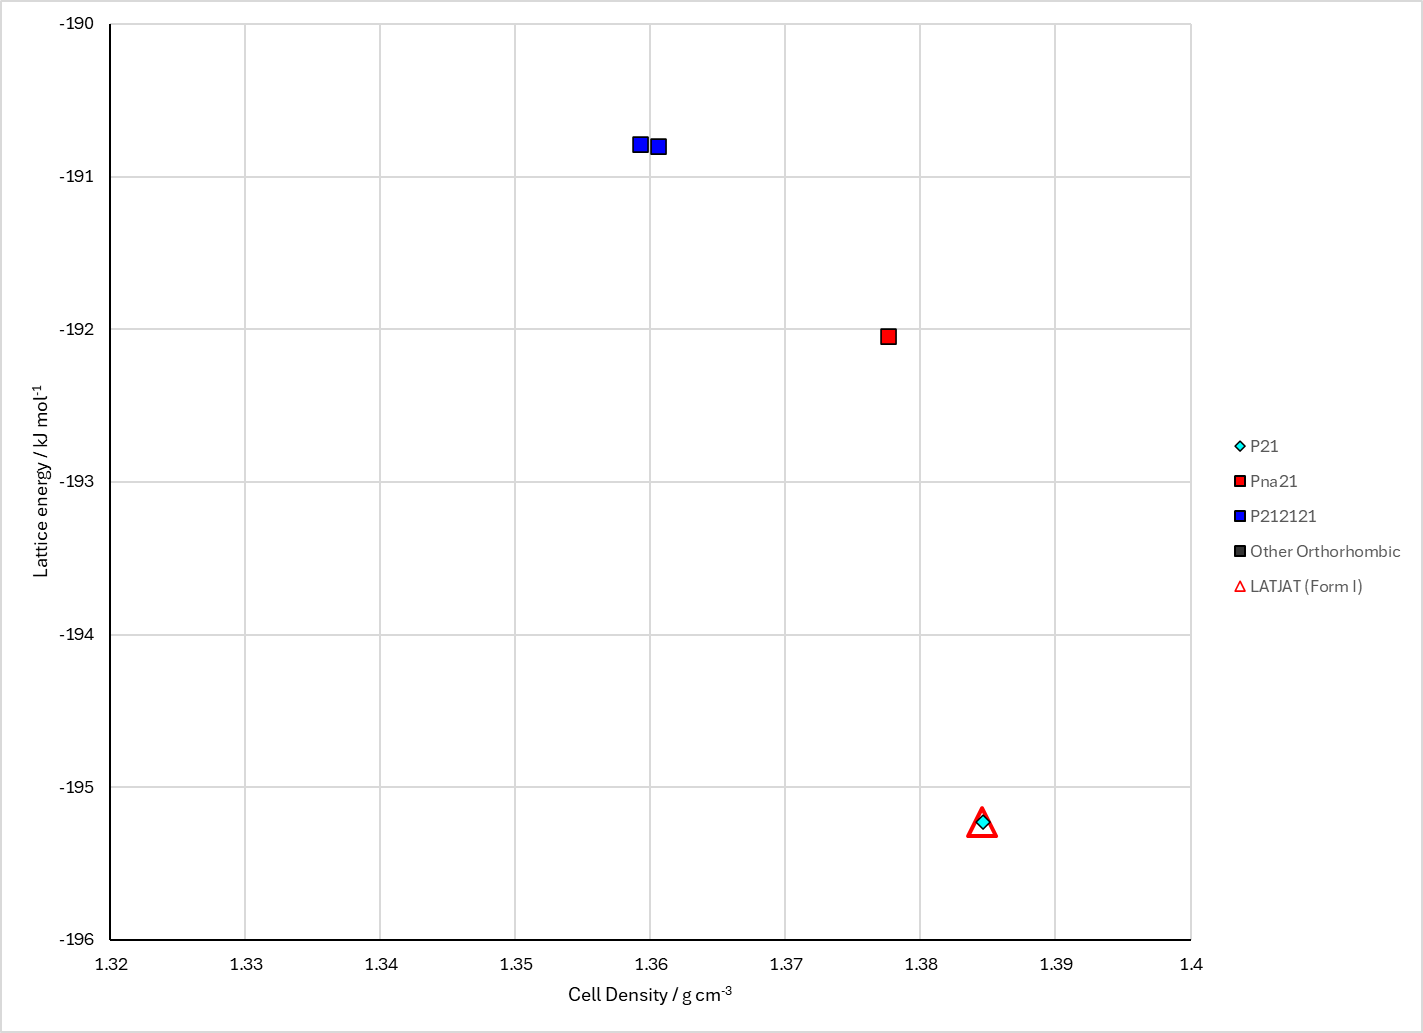 -190
-191
-192
-193
-194
-195
-196
Lattice energy / kJ mol-1
1.32 1.33 1.34 1.35 1.36 1.37 1.38 1.39 1.4
Cell Density / g cm-3
P21
Pna21
P212121
Other Orthorhombic
LATJAT (Form I)